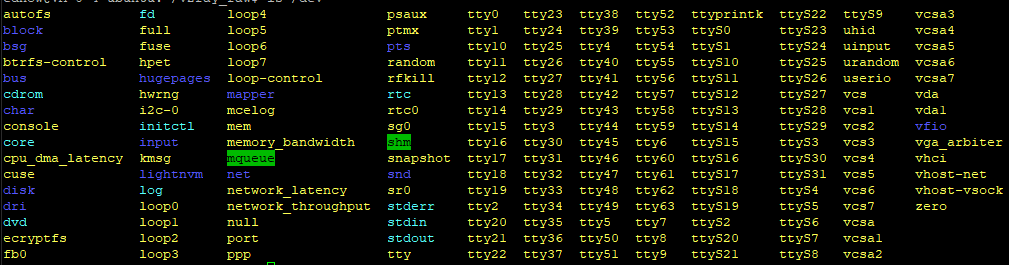 ls /dev
autofs fd loop4 psaux tty0 tty23 tty38 tty52 ttyprintk ttyS22 ttyS9 vcsa3
block full loop5 ptmx tty1 tty24 tty39 tty53 ttyS0 ttyS23 uhid vcsa4
bsg fuse loop6 pts tty10 tty25 tty4 tty54 ttyS1 ttyS24 uinput vcsa5
btrfs-control hpet loop7 random tty11 tty26 tty40 tty55 ttyS10 ttyS25 urandom vcsa6
bus hugepages loop-control rfkill tty12 tty27 tty41 tty56 ttyS11 ttyS26 userio vcsa7
cdrom hwrng mapper rtc tty13 tty28 tty42 tty57 ttyS12 ttyS27 vcs vda
char i2c-0 mcelog rtc0 tty14 tty29 tty43 tty58 ttyS13 ttyS28 vcs1 vda1
console initctl mem sg0 tty15 tty3 tty44 tty59 ttyS14 ttyS29 vcs2 vfio
core input memory_bandwidth shm tty16 tty30 tty45 tty6 ttyS15 ttyS3 vcs3 vga_arbiter
cpu_dma_latency kmsg mqueue snapshot tty17 tty31 tty46 tty60 ttyS16 ttyS30 vcs4 vhci
cuse lightnvm net snd tty18 tty32 tty47 tty61 ttyS17 ttyS31 vcs5 vhost-net
disk log network_latency sr0 tty19 tty33 tty48 tty62 ttyS18 ttyS4 vcs6 vhost-vsock
dri loop0 network_throughput stderr tty2 tty34 tty49 tty63 ttyS19 ttyS5 vcs7 zero
dvd loop1 null stdin tty20 tty35 tty5 tty7 ttyS2 ttyS6 vcsa
ecryptfs loop2 port stdout tty21 tty36 tty50 tty8 ttyS20 ttyS7 vcsa1
fb0 loop3 ppp tty tty22 tty37 tty51 tty9 ttyS21 ttyS8 vcsa2